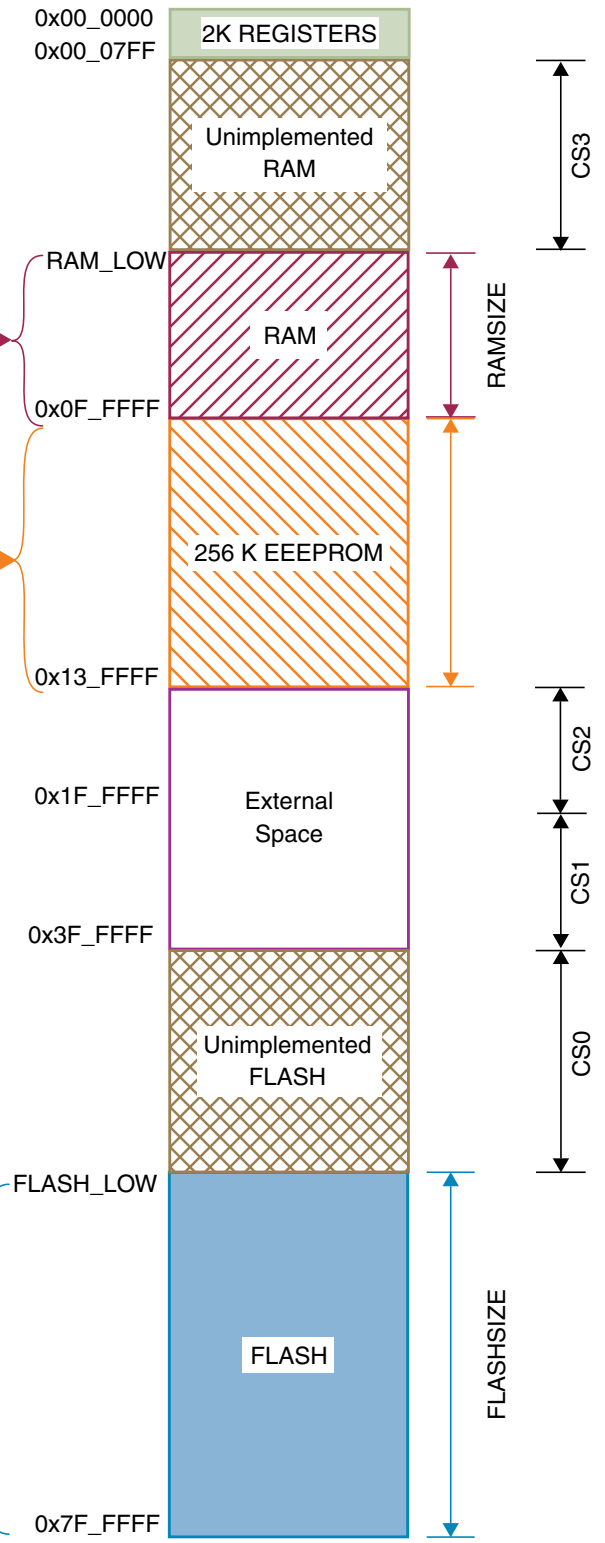 0x00_0000
2K REGISTERS
0x00_07FF
Unimplemented
RAM
CS3
RAM_LOW
RAM
RAMSIZE
0x0F_FFFF
256 K EEEPROM
0x13_FFFF
CS2
0x1F_FFFF
External
Space
CS1
0x3F_FFFF
Unimplemented
FLASH
CS0
FLASH_LOW
FLASH
FLASHSIZE
0x7F_FFFF